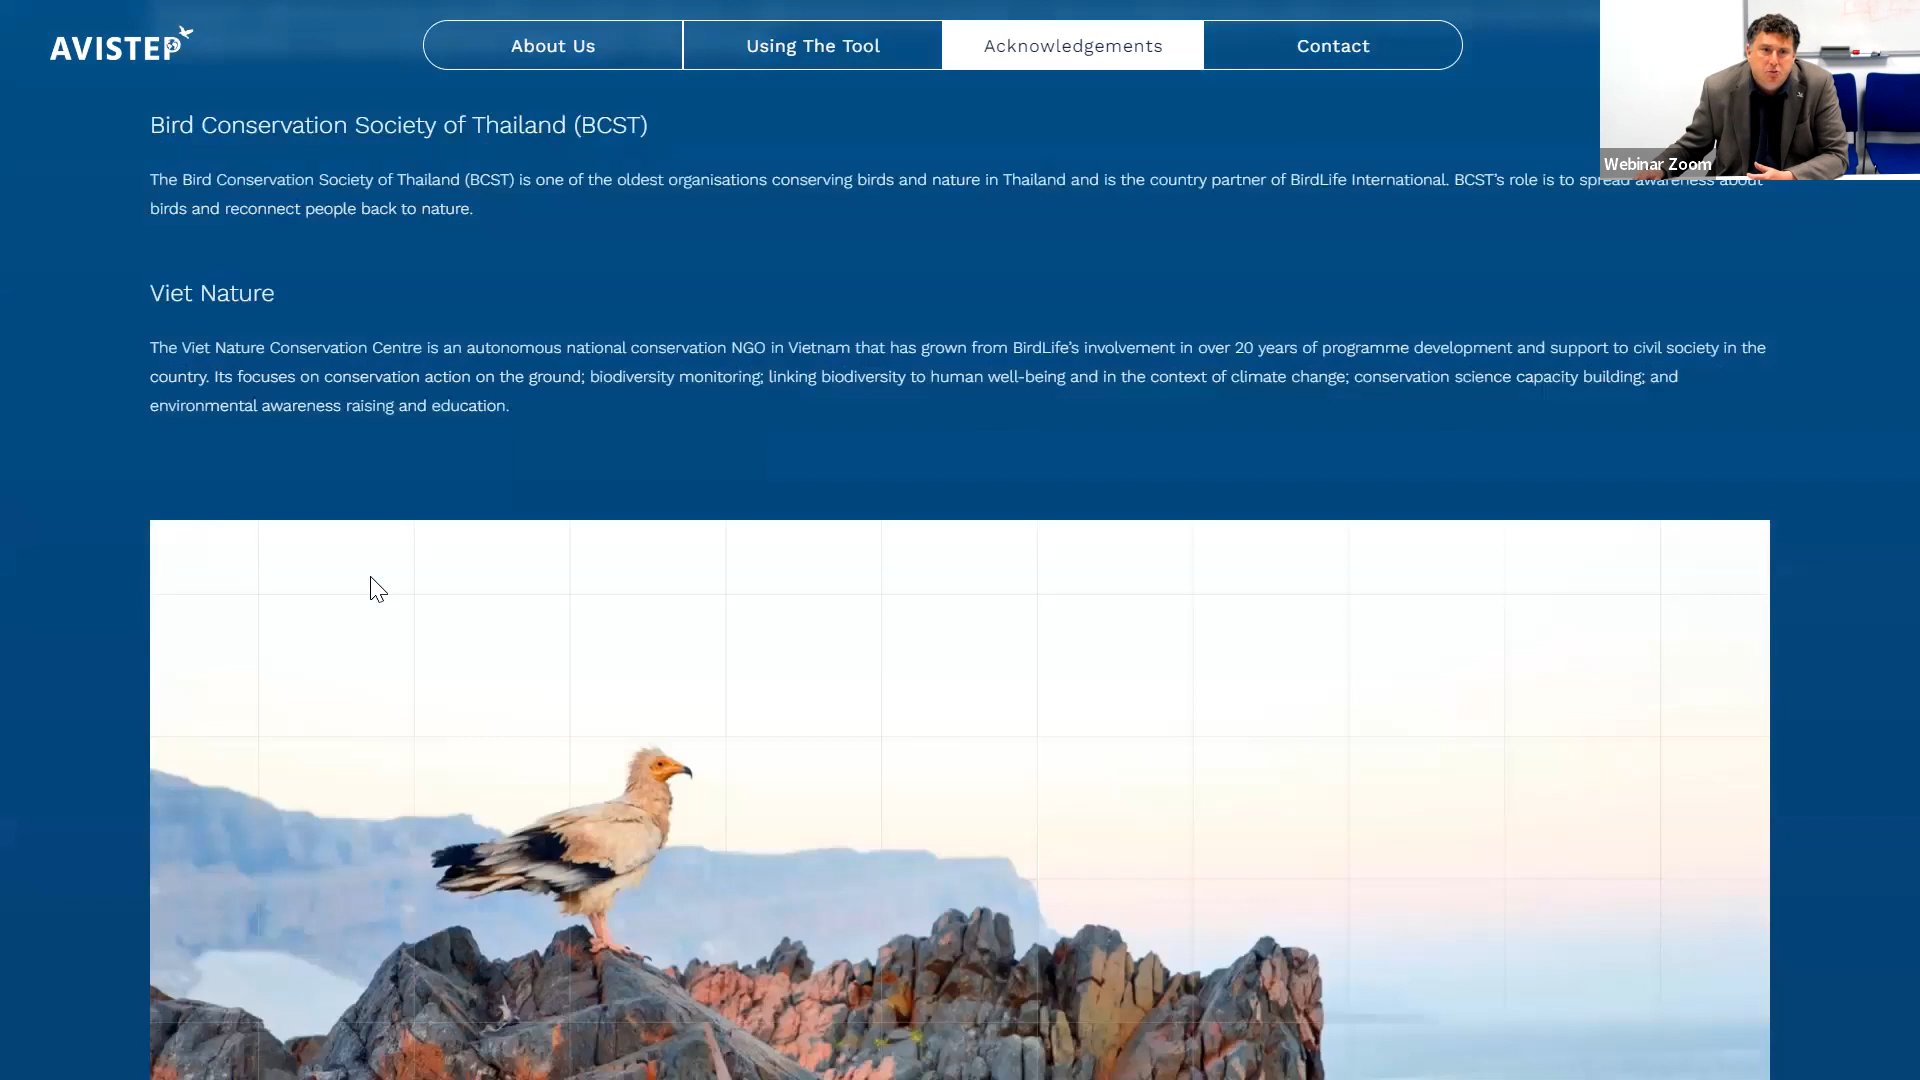 AVISTEP
About Us
Using The Tool
Acknowledgements
Contact
Webinar Zoom
Bird Conservation Society of Thailand (BCST)
The Bird Conservation Society of Thailand (BCST) is one of the oldest organisations conserving birds and nature in Thailand and is the country partner of BirdLife International. BCST's role is to spread awareness about
birds and reconnect people back to nature.
Viet Nature
The Viet Nature Conservation Centre is an autonomous national conservation NGO in Vietnam that has grown from BirdLife's involvement in over 20 years of programme development and support to civil society in the
country. Its focuses on conservation action on the ground; biodiversity monitoring; linking biodiversity to human well-being and in the context of climate change; conservation science capacity building; and
environmental awareness raising and education.